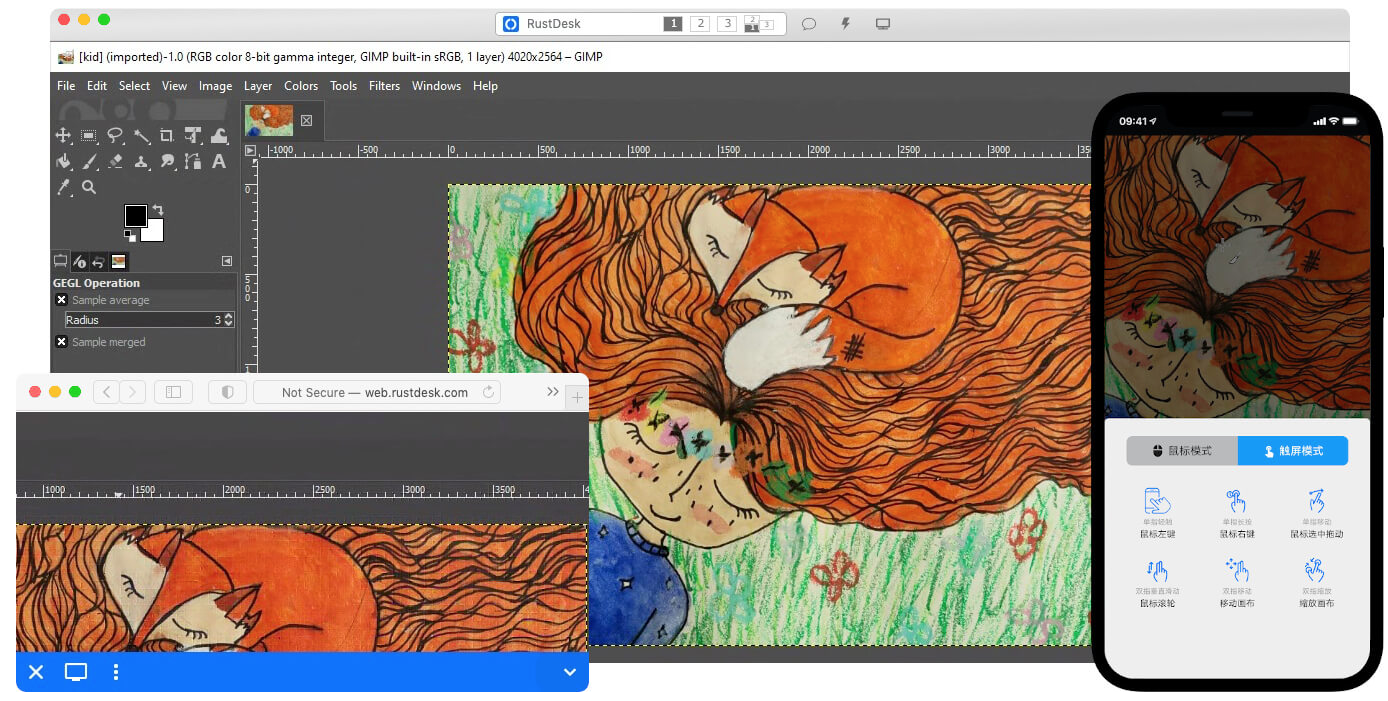 RustDesk
1 2 3 2 1 3
[kid] (imported)-1.0 (RGB color 8-bit gamma integer, GIMP built-in sRGB, 1 layer) 4020x2564 – GIMP
File Edit Select View Image Layer Colors Tools Filters Windows Help
-1000 -500 0 500 1000 1500 2000 2500 3000
0
500
GEGL Operation
Sample average
Radius 3
Sample merged
Not Secure — web.rustdesk.com
1000 1500 2000 2500 3000 3500
09:41
鼠标模式 触屏模式
单指轻触 单指长按 单指移动
鼠标左键 鼠标右键 鼠标选中拖动
双指垂直滑动 双指移动 双指缩放
鼠标滚轮 移动画布 缩放画布